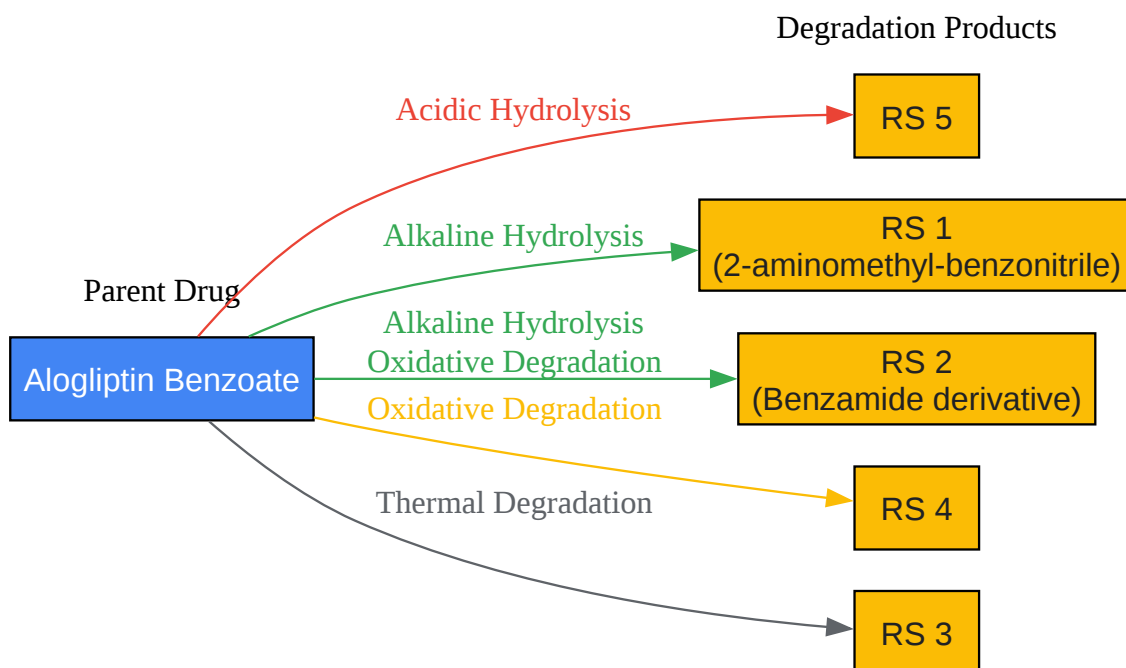 Degradation Products
Acidic Hydrolysis
RS 5
Alkaline Hydrolysis
RS 1
(2-aminomethyl-benzonitrile)
Parent Drug
Alogliptin Benzoate
Alkaline Hydrolysis
Oxidative Degradation
RS 2
(Benzamide derivative)
Oxidative Degradation
RS 4
Thermal Degradation
RS 3